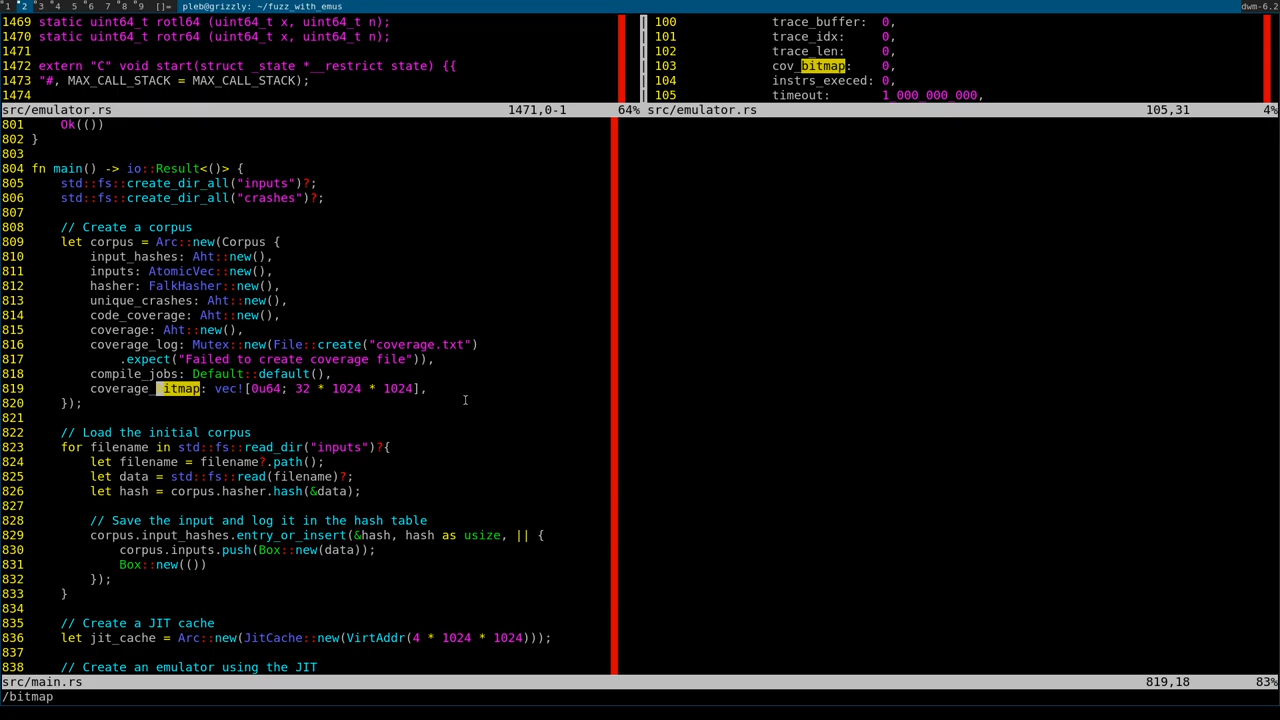 1 2 3 4 5 6 7 8 9 []= pleb@grizzly: ~/fuzz_with_emus dwm-6.2
1469 static uint64_t rotl64 (uint64_t x, uint64_t n);
1470 static uint64_t rotr64 (uint64_t x, uint64_t n);
1471
1472 extern "C" void start(struct _state *__restrict state) {{
1473 "#, MAX_CALL_STACK = MAX_CALL_STACK);
1474
src/emulator.rs 1471,0-1 64%
100 trace_buffer: 0,
101 trace_idx: 0,
102 trace_len: 0,
103 cov_bitmap: 0,
104 instrs_execed: 0,
105 timeout: 1_000_000_000,
src/emulator.rs 105,31 4%
801     Ok(())
802 }
803
804 fn main() -> io::Result<()> {
805     std::fs::create_dir_all("inputs")?;
806     std::fs::create_dir_all("crashes")?;
807
808     // Create a corpus
809     let corpus = Arc::new(Corpus {
810         input_hashes: Aht::new(),
811         inputs: AtomicVec::new(),
812         hasher: FalkHasher::new(),
813         unique_crashes: Aht::new(),
814         code_coverage: Aht::new(),
815         coverage: Aht::new(),
816         coverage_log: Mutex::new(File::create("coverage.txt")
817             .expect("Failed to create coverage file")),
818         compile_jobs: Default::default(),
819         coverage_bitmap: vec![0u64; 32 * 1024 * 1024],
820     });
821
822     // Load the initial corpus
823     for filename in std::fs::read_dir("inputs")?{
824         let filename = filename?.path();
825         let data = std::fs::read(filename)?;
826         let hash = corpus.hasher.hash(&data);
827
828         // Save the input and log it in the hash table
829         corpus.input_hashes.entry_or_insert(&hash, hash as usize, || {
830             corpus.inputs.push(Box::new(data));
831             Box::new(())
832         });
833     }
834
835     // Create a JIT cache
836     let jit_cache = Arc::new(JitCache::new(VirtAddr(4 * 1024 * 1024)));
837
838     // Create an emulator using the JIT
src/main.rs 819,18 83%
/bitmap